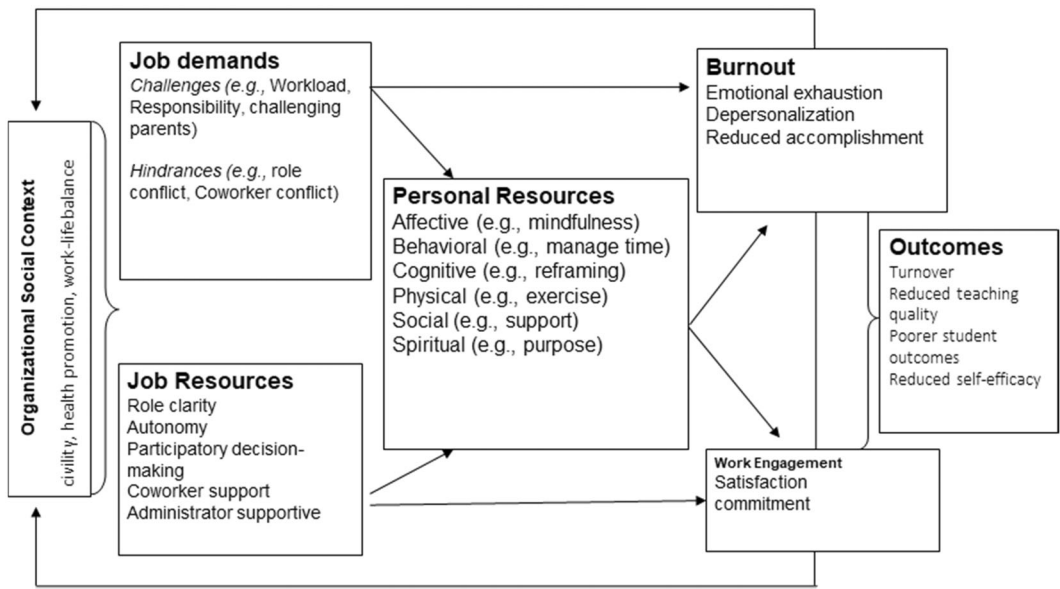 Organizational Social Context
civility, health promotion, work-lifebalance
Job demands
Challenges (e.g., Workload,
Responsibility, challenging
parents)
Hindrances (e.g., role
conflict, Coworker conflict)
Job Resources
Role clarity
Autonomy
Participatory decision-
making
Coworker support
Administrator supportive
Personal Resources
Affective (e.g., mindfulness)
Behavioral (e.g., manage time)
Cognitive (e.g., reframing)
Physical (e.g., exercise)
Social (e.g., support)
Spiritual (e.g., purpose)
Burnout
Emotional exhaustion
Depersonalization
Reduced accomplishment
Work Engagement
Satisfaction
commitment
Outcomes
Turnover
Reduced teaching
quality
Poorer student
outcomes
Reduced self-efficacy